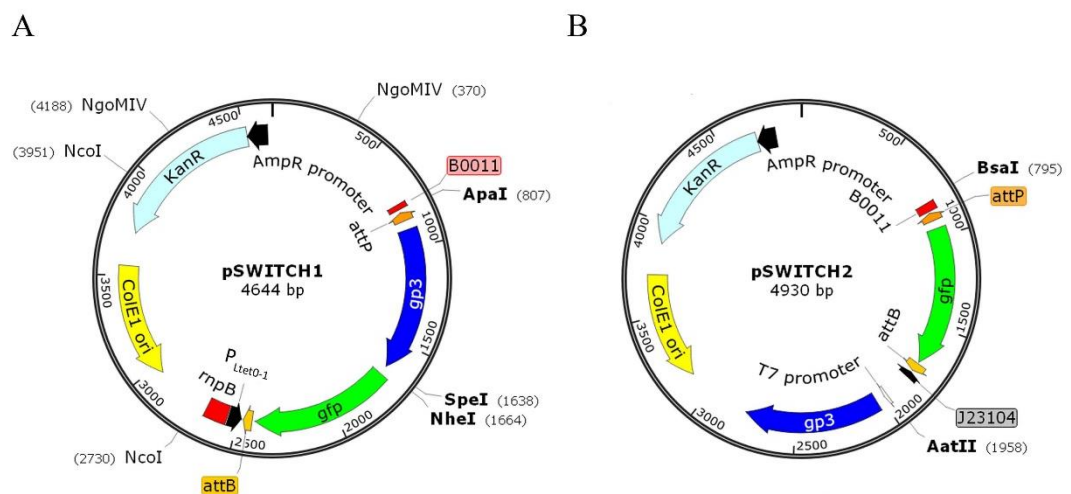 A
B
NgoMIV (370)
(4188) NgoMIV
(3951) NcoI
4500
500
KanR
AmpR promoter
B0011
ApaI (807)
4000
1000
attP
pSWITCH1
4644 bp
gp3
3500
ColE1 ori
1500
PLtet0-1
rnpB
gfp
SpeI (1638)
NheI (1664)
3000
2000
2500
(2730) NcoI
attB
4500
500
KanR
AmpR promoter
BsaI (795)
B0011
attP
1000
4000
pSWITCH2
4930 bp
gfp
3500
ColE1 ori
1500
attB
T7 promoter
3000
gp3
2000
2500
J23104
AatII (1958)